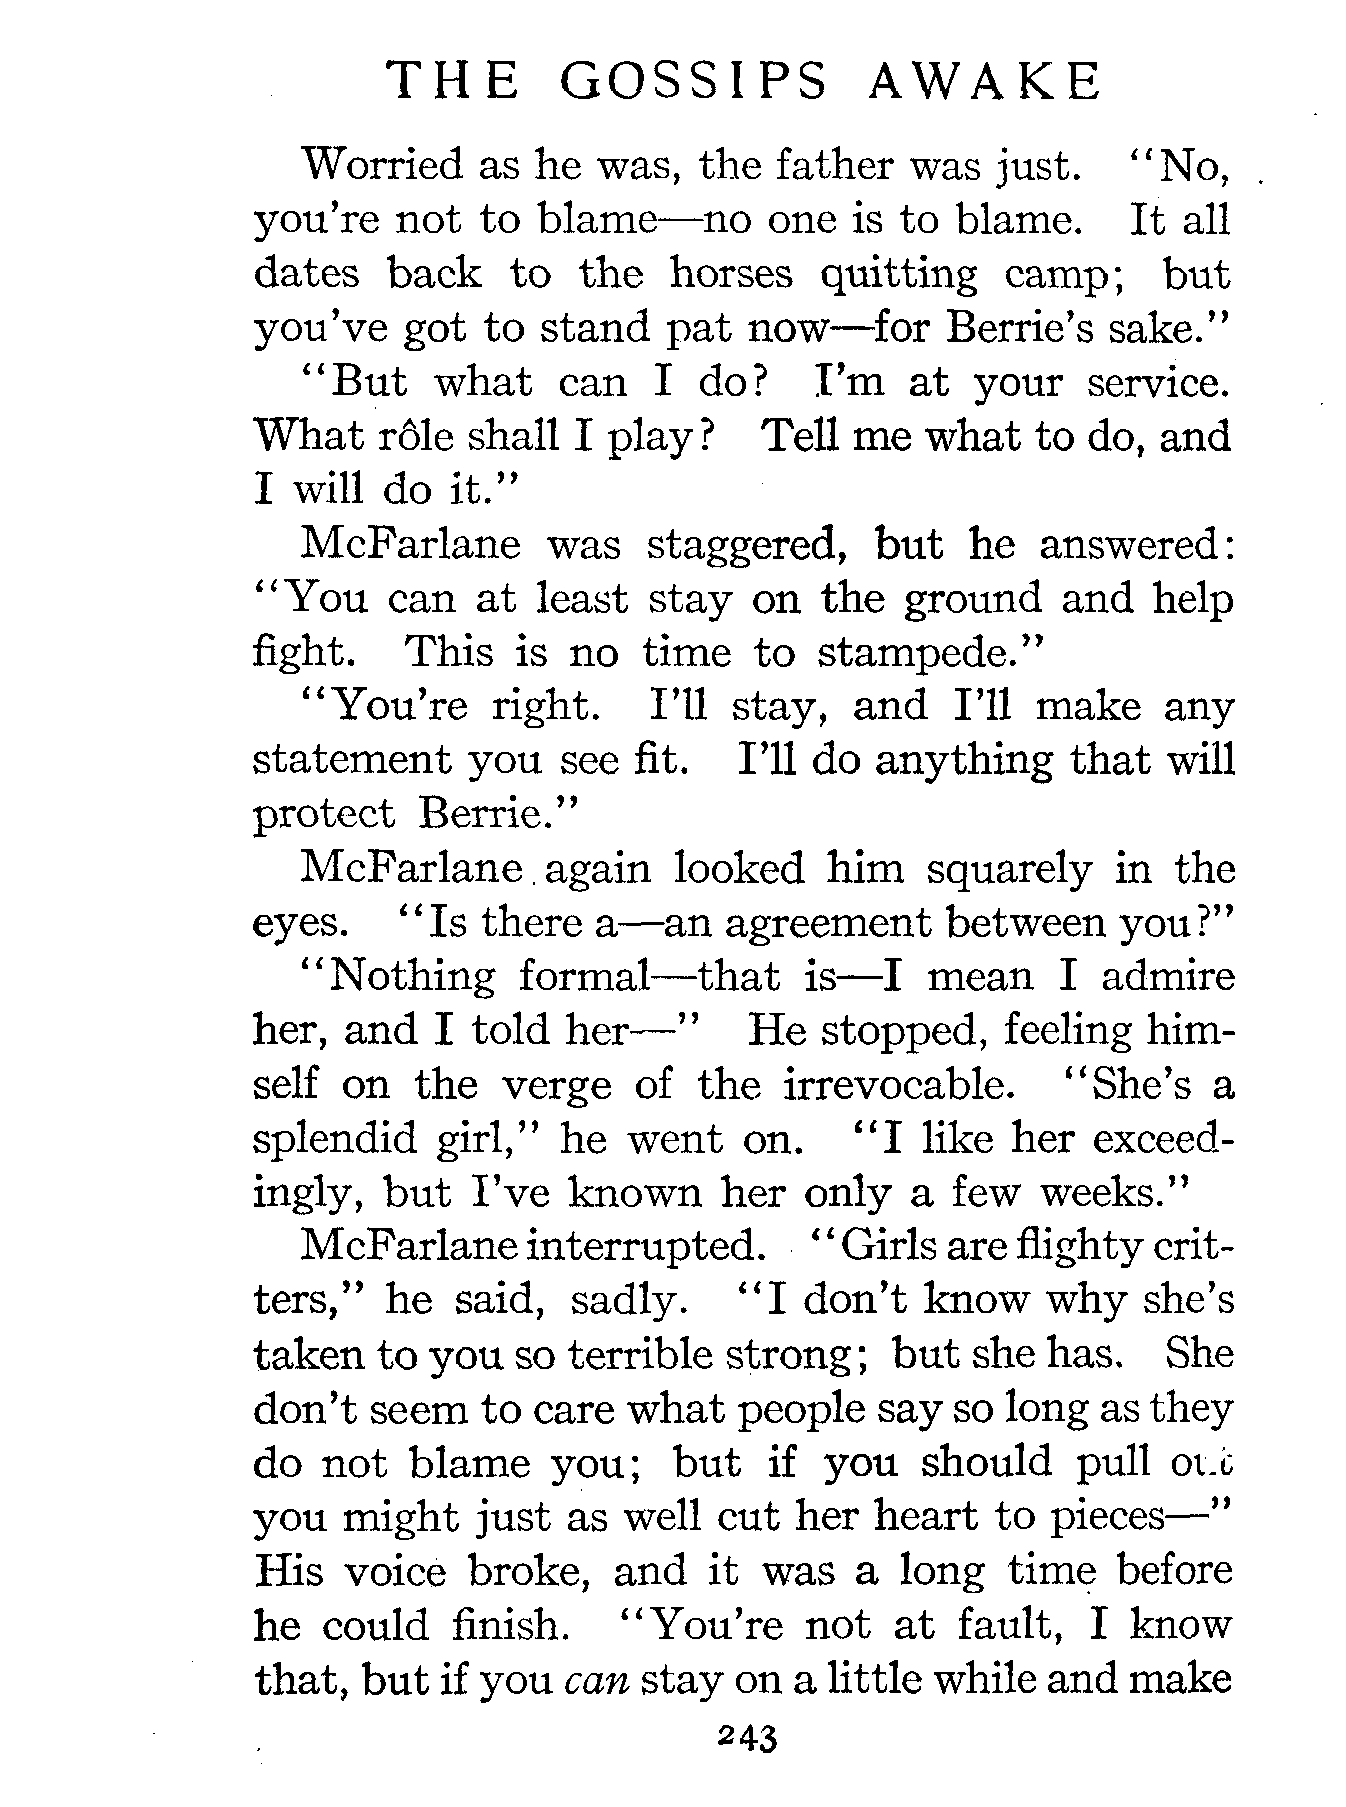 THE GOSSIPS AWAKE
Worried as he was, the father was just. “No,
you're not to blame—no one is to blame. It all
dates back to the horses quitting camp; but
you've got to stand pat now—for Berrie's sake.”
“But what can I do? I'm at your service.
What rôle shall I play? Tell me what to do, and
I will do it.”
McFarlane was staggered, but he answered:
“You can at least stay on the ground and help
fight. This is no time to stampede.”
“You're right. I'll stay, and I'll make any
statement you see fit. I'll do anything that will
protect Berrie.”
McFarlane again looked him squarely in the
eyes. “Is there a—an agreement between you?”
“Nothing formal—that is—I mean I admire
her, and I told her—” He stopped, feeling him-
self on the verge of the irrevocable. “She's a
splendid girl,” he went on. “I like her exceed-
ingly, but I've known her only a few weeks.”
McFarlane interrupted. “Girls are flighty crit-
ters,” he said, sadly. “I don't know why she's
taken to you so terrible strong; but she has. She
don't seem to care what people say so long as they
do not blame you; but if you should pull out
you might just as well cut her heart to pieces—”
His voice broke, and it was a long time before
he could finish. “You're not at fault, I know
that, but if you can stay on a little while and make
243